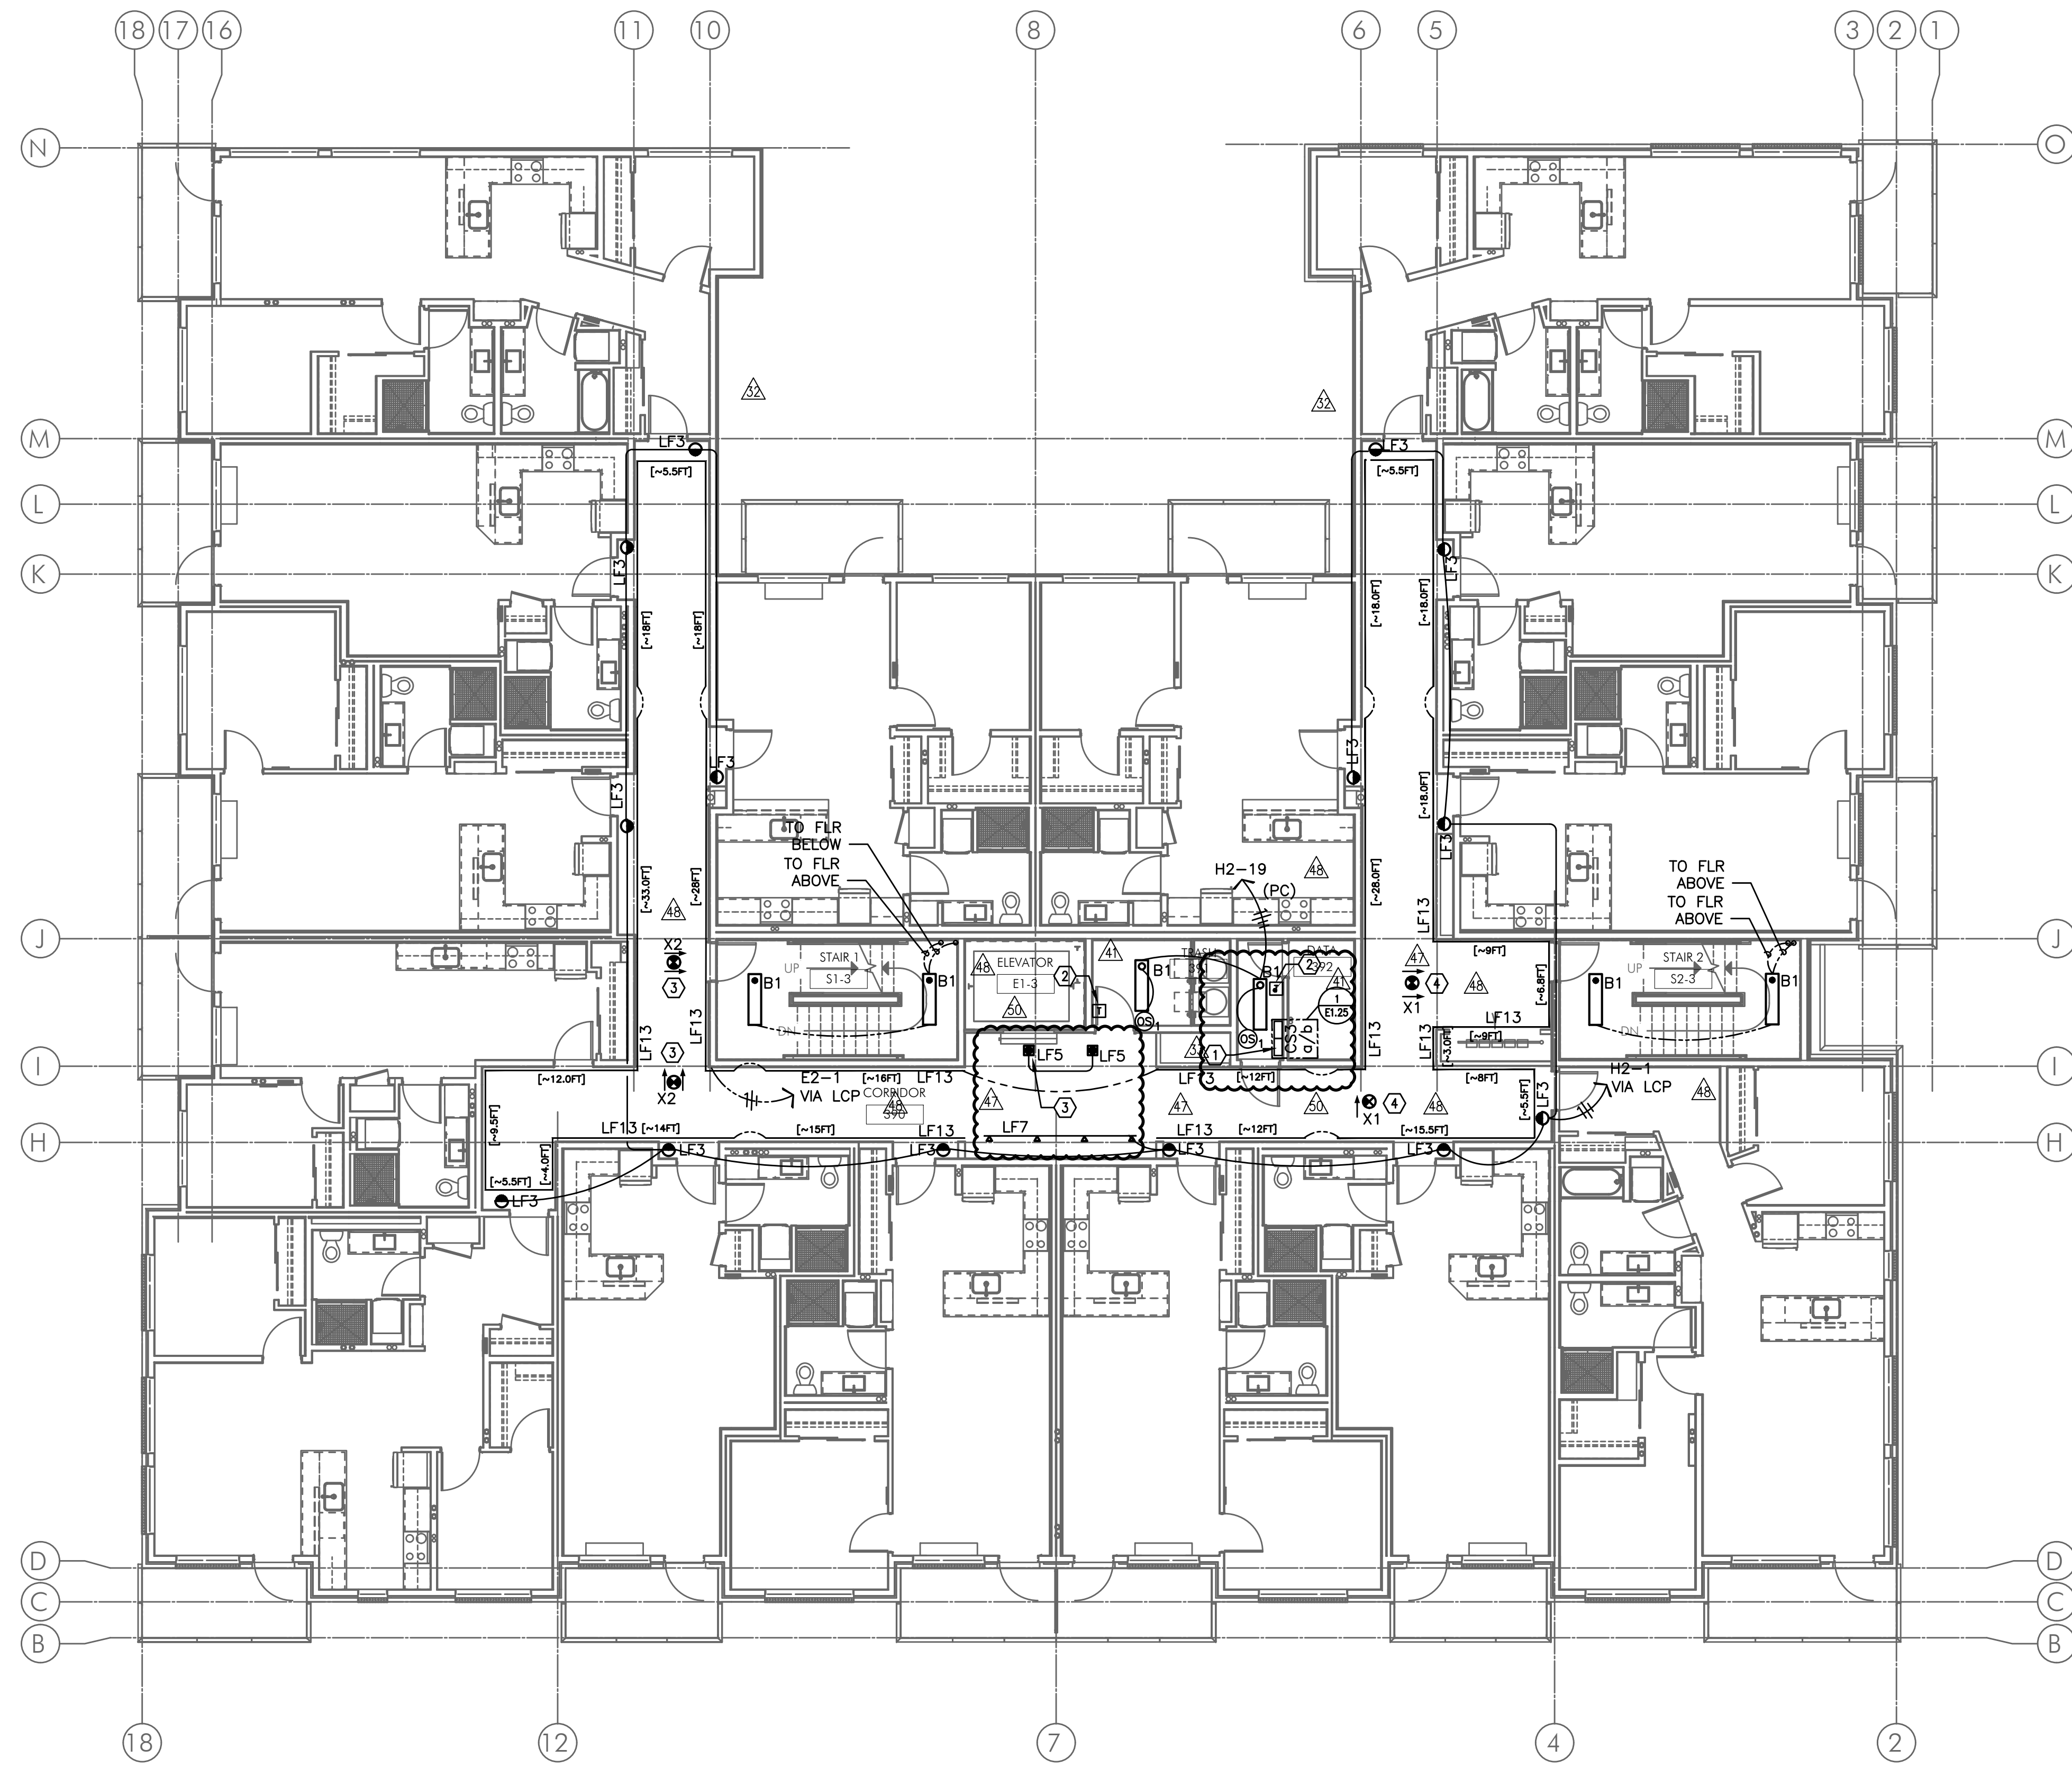 18 17 16 11 10 8 6 5 3 2 1
N O
32 32
M LF3 LF3 M
[~5.5FT] [~5.5FT]
L L
LF3 LF3
K K
[~18FT] [~18FT] [~18.0FT] [~18.0FT]
LF3 LF3
LF3 [~18.0FT] LF3
TO FLR
BELOW
TO FLR
ABOVE
H2-19
(PC)
48
TO FLR
ABOVE
TO FLR
ABOVE
[~33.0FT] [~28FT] [~28.0FT] LF13
48
J J
X2
3
STAIR 1
UP
S1-3
DN
B1 B1
48
ELEVATOR
E1-3
50
2
T
41
B1
TRASH
OS 1
B1
2
T
DATA
392
41
1
E1.25
OS 1
CS3
a/b
1
47
4
X1
48
[~9FT]
[~6.8FT]
LF13
[~9FT]
[~3.0FT]
STAIR 2
UP
S2-3
DN
B1 B1
LF13 LF13 LF13 LF13
I I
3
X2
LF5 LF5
[~12.0FT] E2-1 [~16FT] LF13
VIA LCP
CORRIDOR
390
48
47
3
LF13 [~12FT]
47
50
X1
4
48
[~8FT]
[~5.5FT]
LF3
H2-1
VIA LCP
48
[~9.5FT]
LF13 [~14FT] [~15FT] LF7 LF13 [~12FT] [~15.5FT]
H H
LF3 LF3 LF3 LF3
[~4.0FT]
[~5.5FT]
LF3
D D
C C
B B
18 12 7 4 2